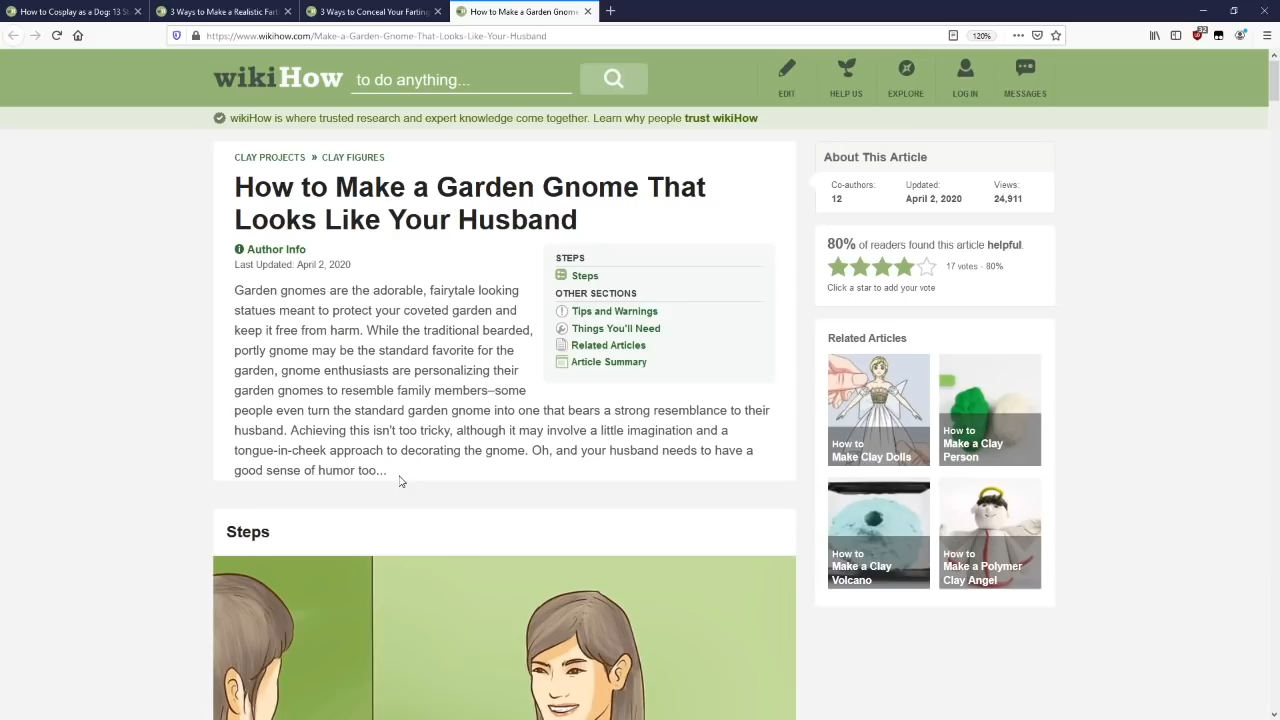 How to Cosplay as a Dog: 13 St
3 Ways to Make a Realistic Fart
3 Ways to Conceal Your Farting
How to Make a Garden Gnome
https://www.wikihow.com/Make-a-Garden-Gnome-That-Looks-Like-Your-Husband
120%
wikiHow to do anything...
EDIT
HELP US
EXPLORE
LOG IN
MESSAGES
wikiHow is where trusted research and expert knowledge come together. Learn why people trust wikiHow
CLAY PROJECTS » CLAY FIGURES
How to Make a Garden Gnome That
Looks Like Your Husband
Author Info
Last Updated: April 2, 2020
STEPS
Steps
OTHER SECTIONS
Tips and Warnings
Things You'll Need
Related Articles
Article Summary
Garden gnomes are the adorable, fairytale looking
statues meant to protect your coveted garden and
keep it free from harm. While the traditional bearded,
portly gnome may be the standard favorite for the
garden, gnome enthusiasts are personalizing their
garden gnomes to resemble family members–some
people even turn the standard garden gnome into one that bears a strong resemblance to their
husband. Achieving this isn't too tricky, although it may involve a little imagination and a
tongue-in-cheek approach to decorating the gnome. Oh, and your husband needs to have a
good sense of humor too...
Steps
About This Article
Co-authors:
12
Updated:
April 2, 2020
Views:
24,911
80% of readers found this article helpful.
17 votes - 80%
Click a star to add your vote
Related Articles
How to
Make Clay Dolls
How to
Make a Clay
Person
How to
Make a Clay
Volcano
How to
Make a Polymer
Clay Angel